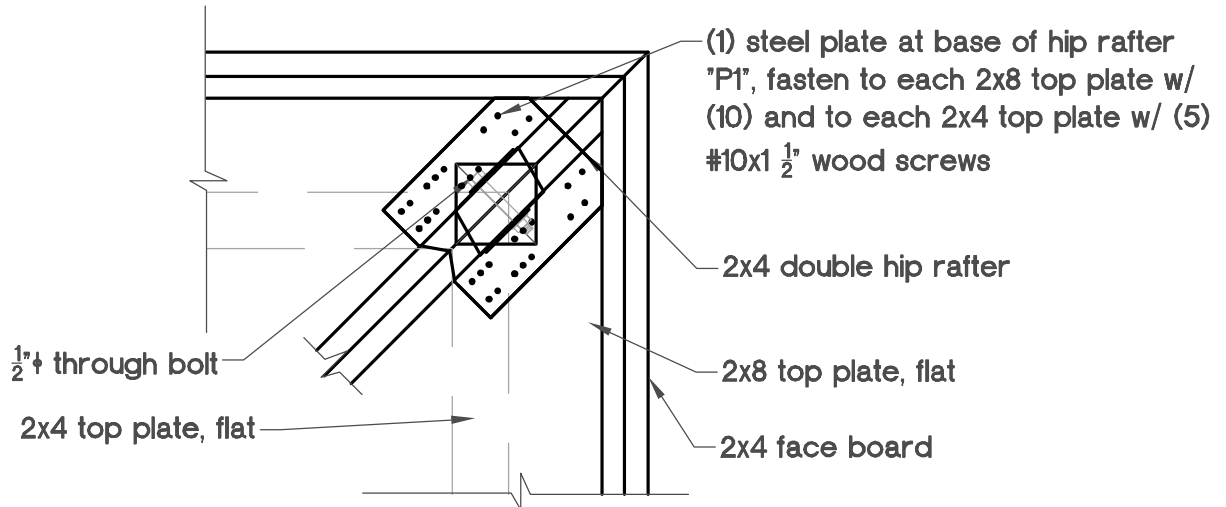 (1) steel plate at base of hip rafter
"P1", fasten to each 2x8 top plate w/
(10) and to each 2x4 top plate w/ (5)
#10x1 1/2" wood screws
2x4 double hip rafter
1/2"ϕ through bolt
2x8 top plate, flat
2x4 top plate, flat
2x4 face board